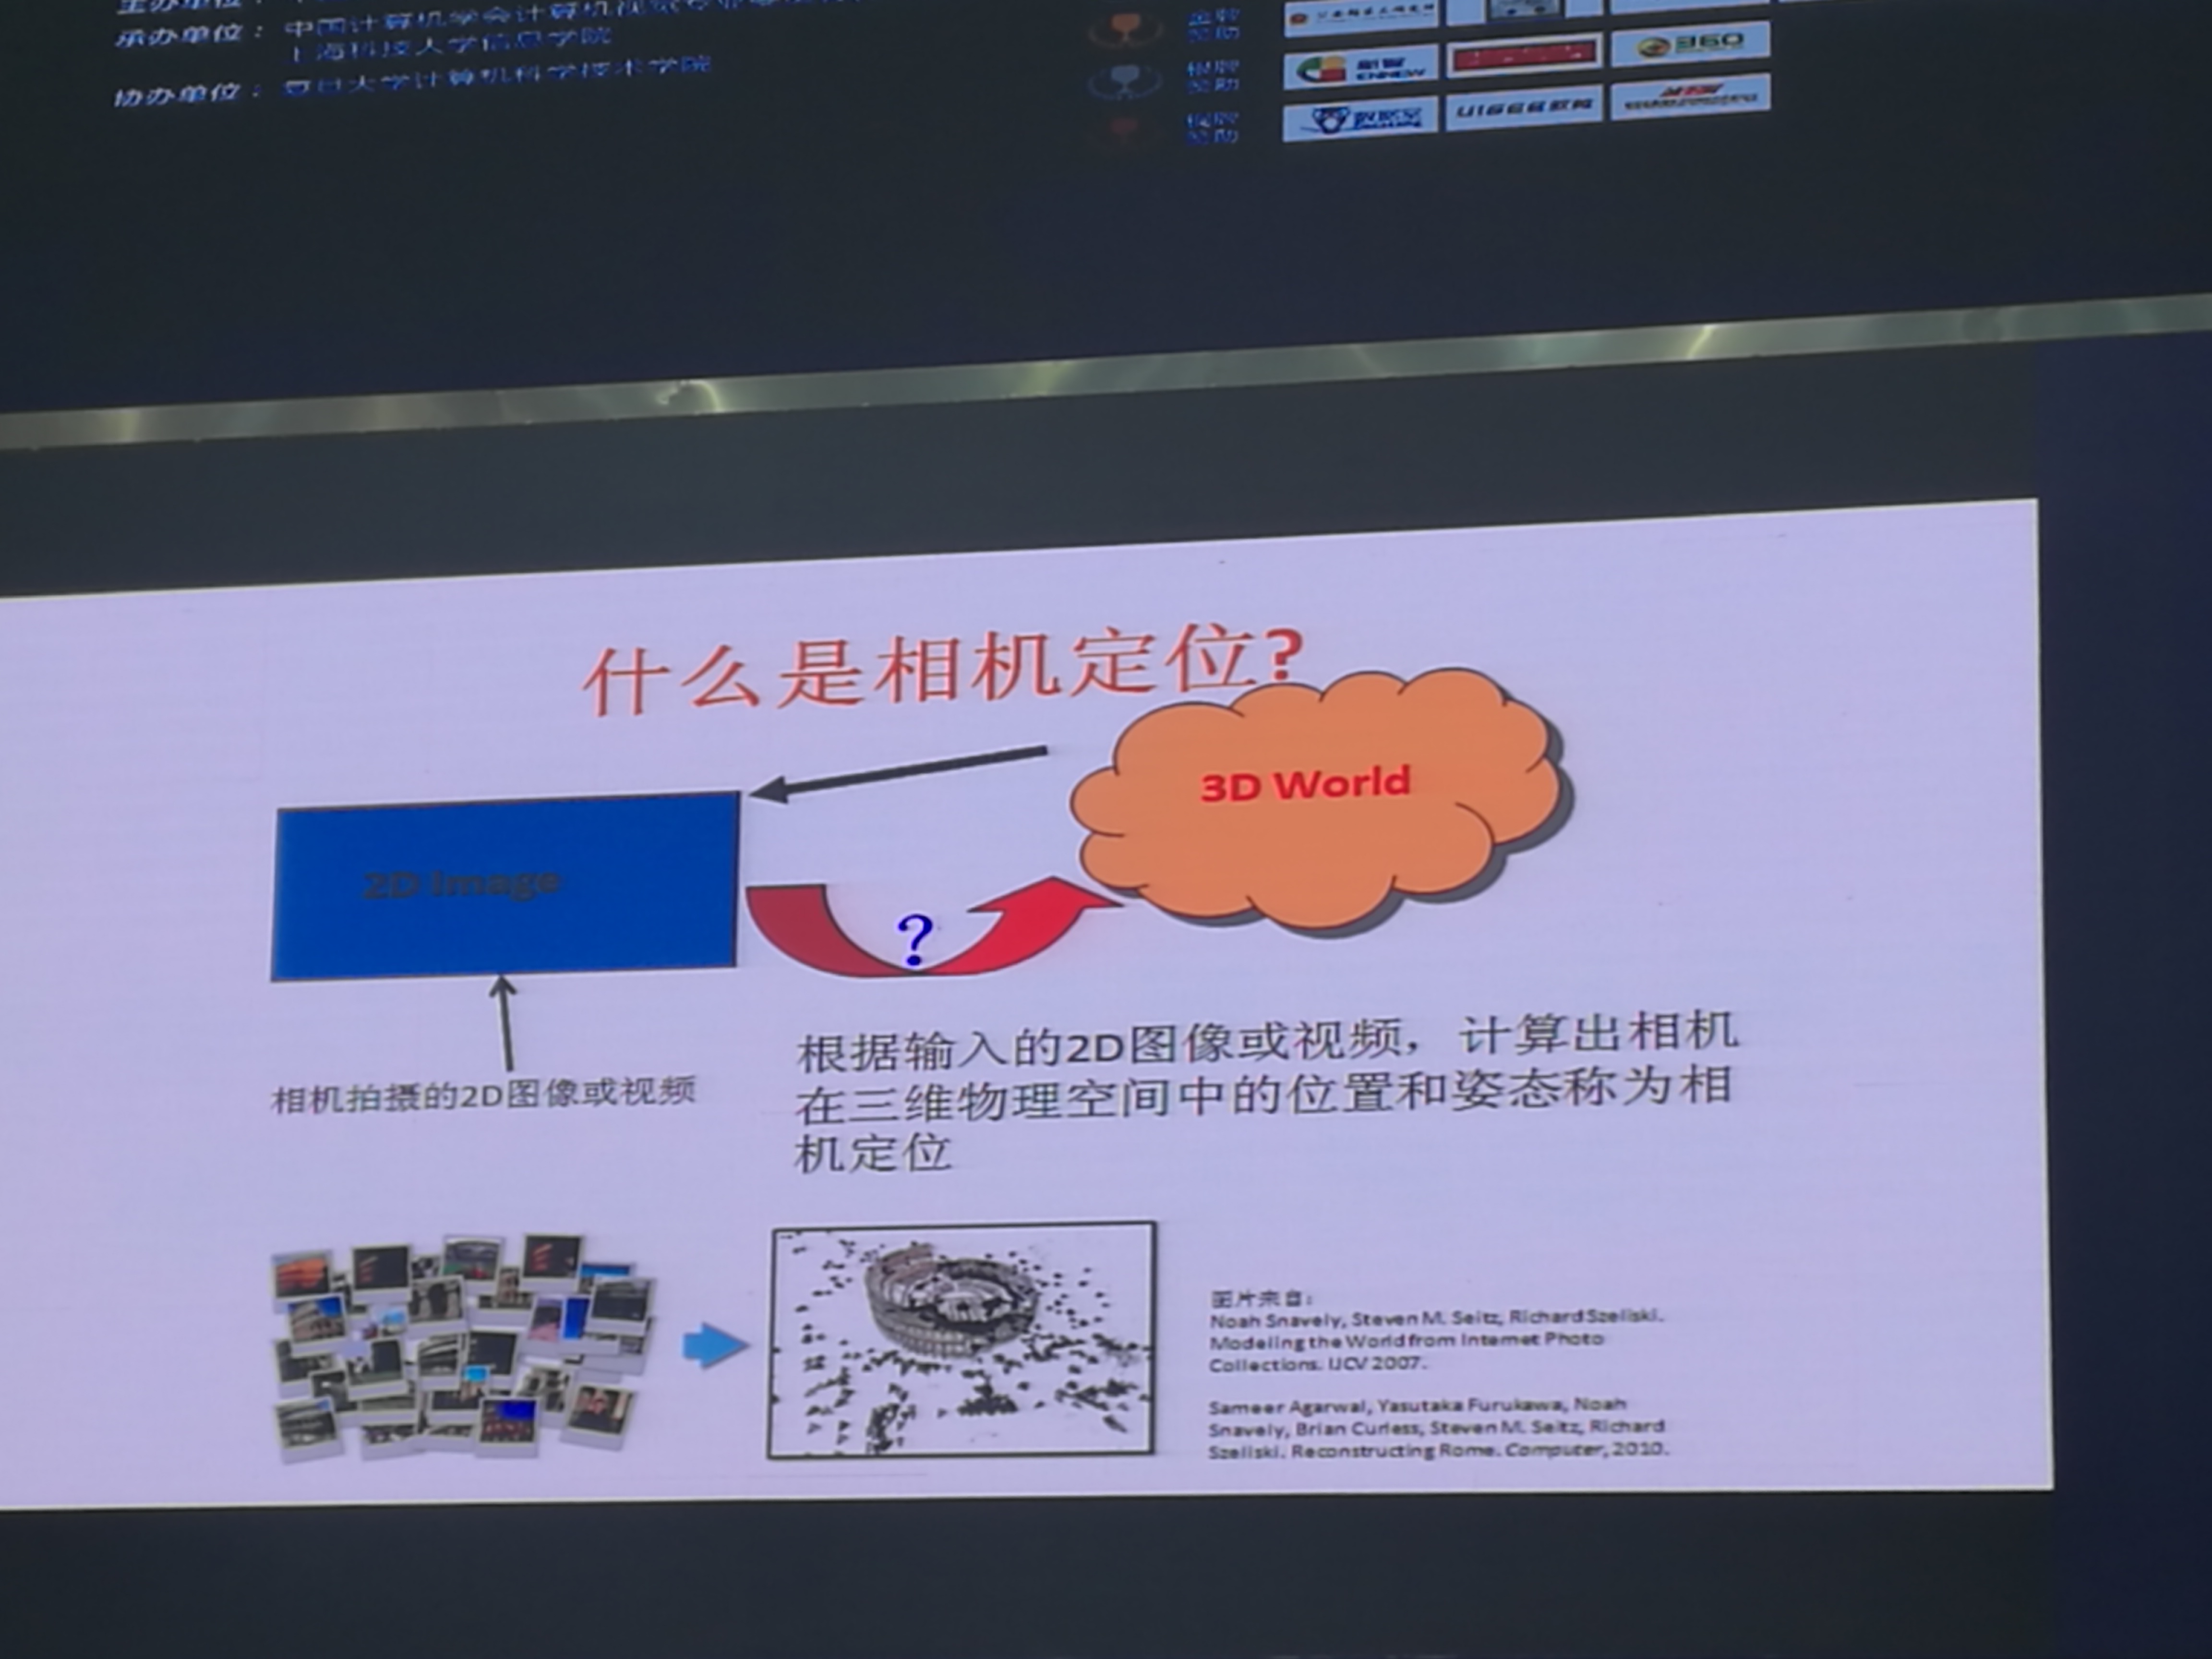 承办单位：中国计算机学会计算机视觉专业
上海科技大学信息学院
协办单位：复旦大学计算机科学技术学院
金牌
赞助
银牌
赞助
铜牌
赞助
ENNEW
360
什么是相机定位?
3D World
2D Image
?
相机拍摄的2D图像或视频
根据输入的2D图像或视频，计算出相机
在三维物理空间中的位置和姿态称为相
机定位
图片来自:
Noah Snavely, Steven M. Seitz, Richard Szeliski.
Modeling the World from Internet Photo
Collections. IJCV 2007.
Sameer Agarwal, Yasutaka Furukawa, Noah
Snavely, Brian Curless, Steven M. Seitz, Richard
Szeliski. Reconstructing Rome. Computer, 2010.